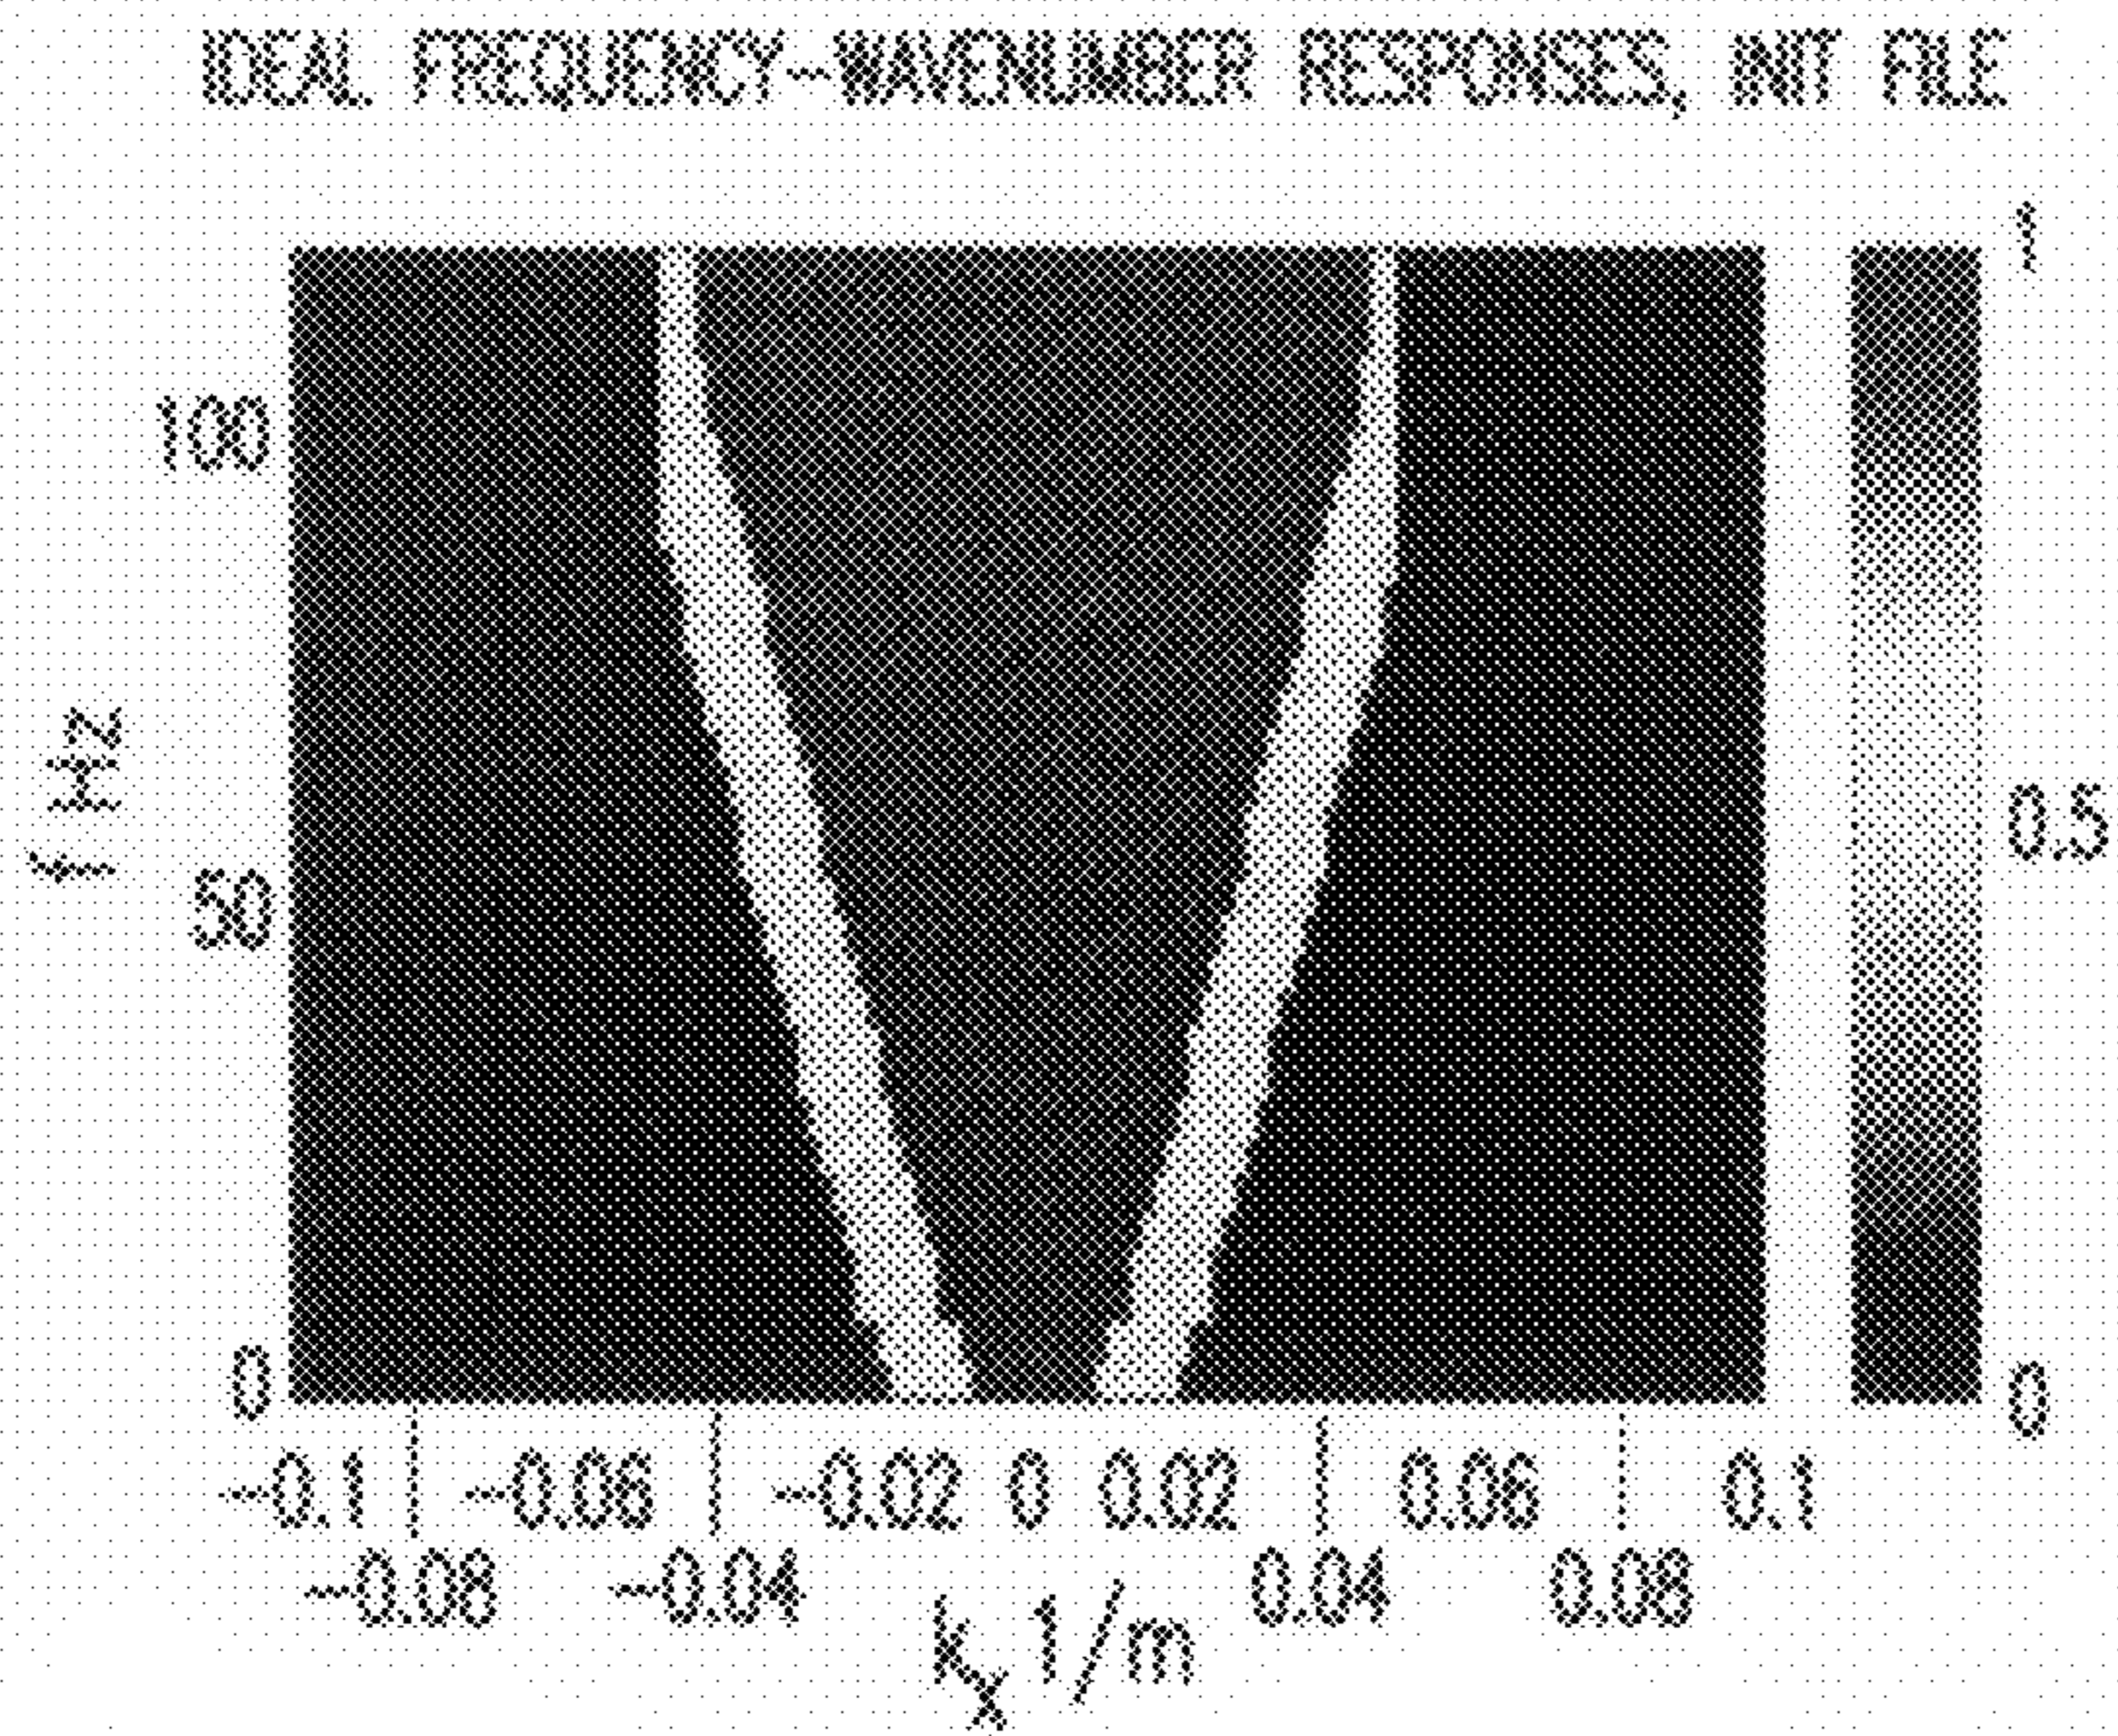 IDEAL FREQUENCY-WAVENUMBER RESPONSES, INIT FILE
1
100
f Hz
0.5
50
0
0
-0.1 -0.06 -0.02 0 0.02 0.06 0.1
-0.08 -0.04 0.04 0.08
kx 1/m